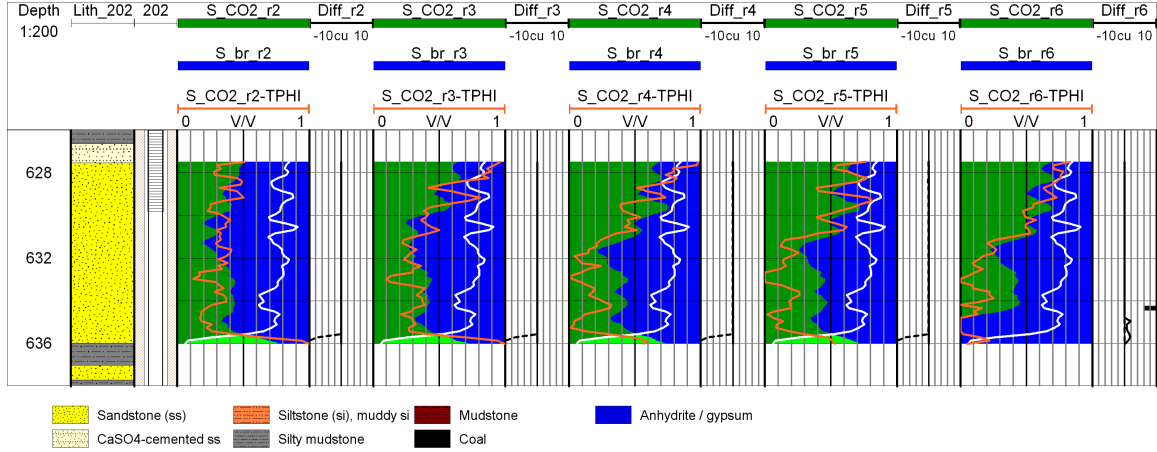 Depth Lith_202 202 S_CO2_r2 Diff_r2 S_CO2_r3 Diff_r3 S_CO2_r4 Diff_r4 S_CO2_r5 Diff_r5 S_CO2_r6 Diff_r6
1:200 -10cu 10 -10cu 10 -10cu 10 -10cu 10 -10cu 10
S_br_r2 S_br_r3 S_br_r4 S_br_r5 S_br_r6
S_CO2_r2-TPHI S_CO2_r3-TPHI S_CO2_r4-TPHI S_CO2_r5-TPHI S_CO2_r6-TPHI
0 V/V 1 0 V/V 1 0 V/V 1 0 V/V 1 0 V/V 1
628
632
636
Sandstone (ss) Siltstone (si), muddy si Mudstone Anhydrite / gypsum
CaSO4-cemented ss Silty mudstone Coal